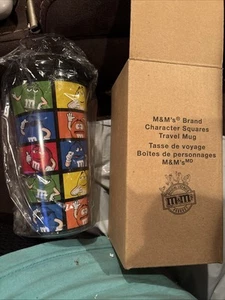 M&M's® Brand
Character Squares
Travel Mug
Tasse de voyage
Boîtes de personnages
M&M'sMD
m&m's